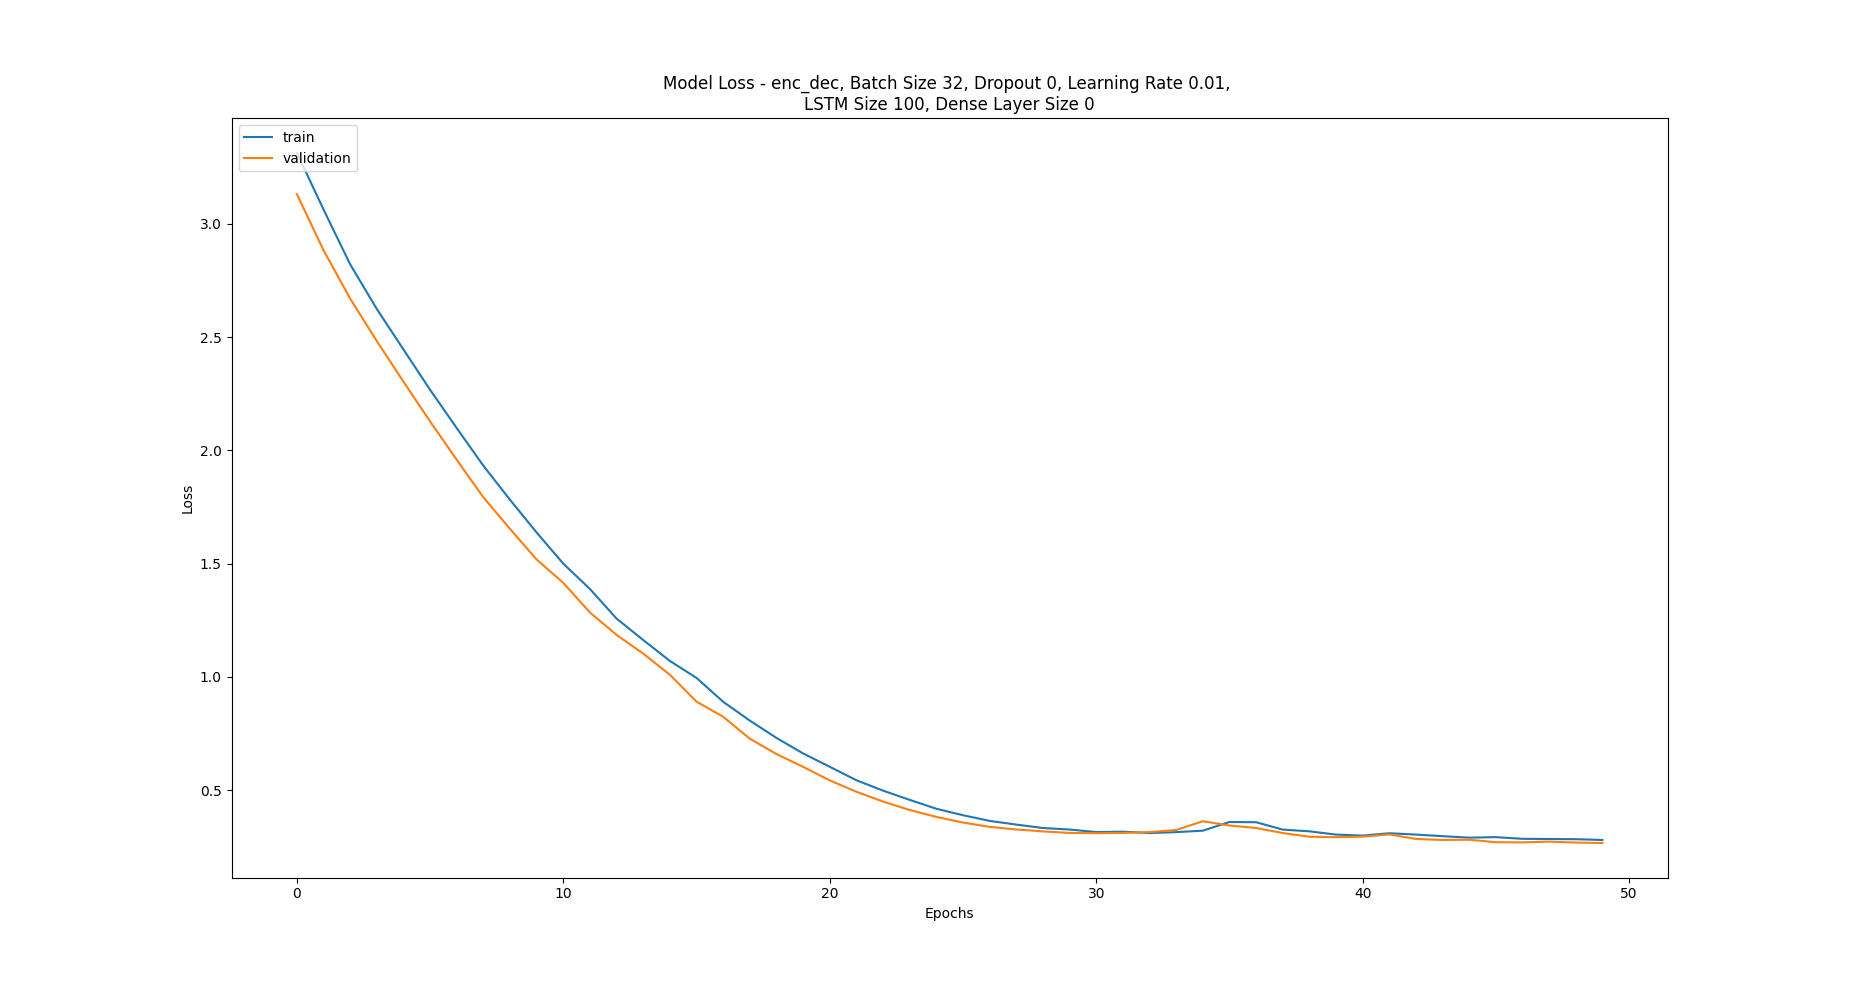 Model Loss - enc_dec, Batch Size 32, Dropout 0, Learning Rate 0.01,
LSTM Size 100, Dense Layer Size 0
train
validation
3.0
2.5
2.0
1.5
1.0
0.5
Loss
0 10 20 30 40 50
Epochs